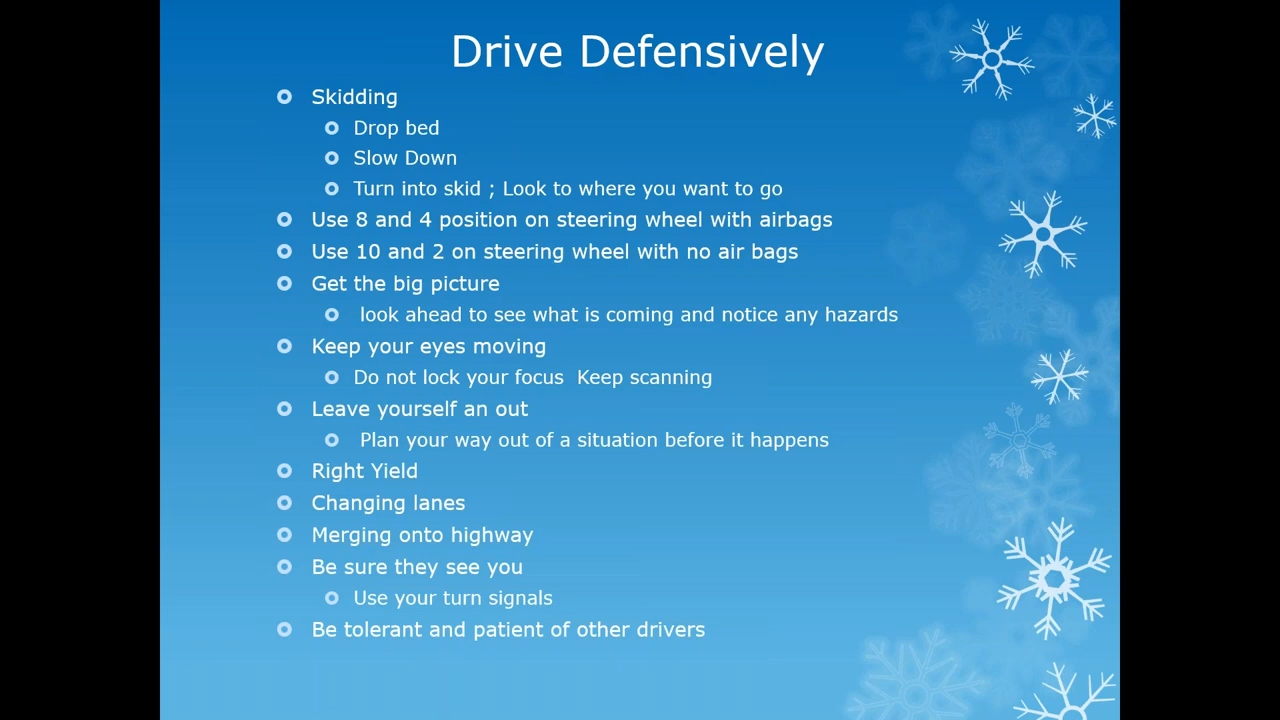 Drive Defensively
Skidding
Drop bed
Slow Down
Turn into skid ; Look to where you want to go
Use 8 and 4 position on steering wheel with airbags
Use 10 and 2 on steering wheel with no air bags
Get the big picture
look ahead to see what is coming and notice any hazards
Keep your eyes moving
Do not lock your focus  Keep scanning
Leave yourself an out
Plan your way out of a situation before it happens
Right Yield
Changing lanes
Merging onto highway
Be sure they see you
Use your turn signals
Be tolerant and patient of other drivers